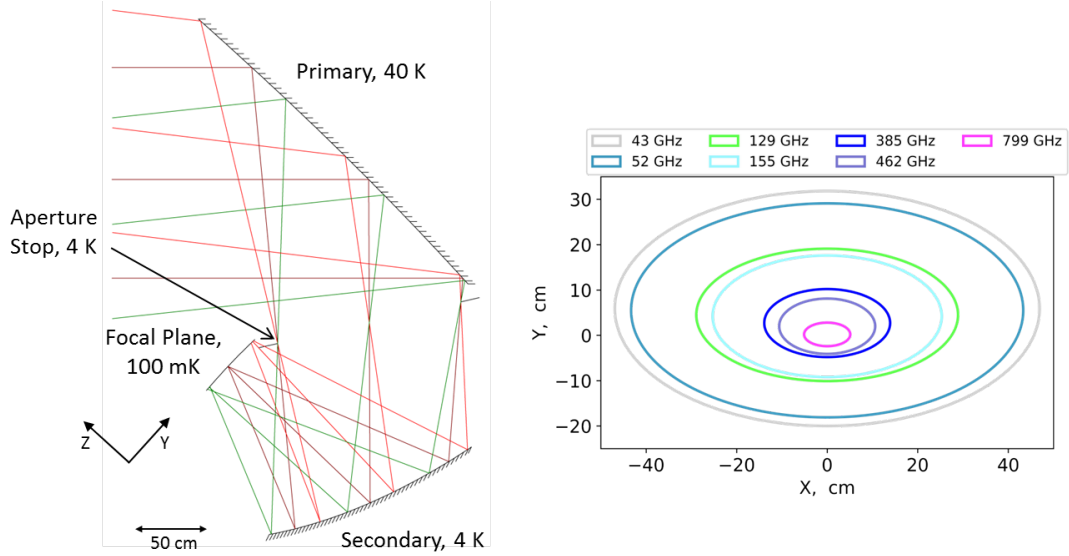 Primary, 40 K
Aperture
Stop, 4 K
Focal Plane,
100 mK
Z
Y
50 cm
Secondary, 4 K
43 GHz
129 GHz
385 GHz
799 GHz
52 GHz
155 GHz
462 GHz
Y, cm
30
20
10
0
−10
−20
−40
−20
0
20
40
X, cm